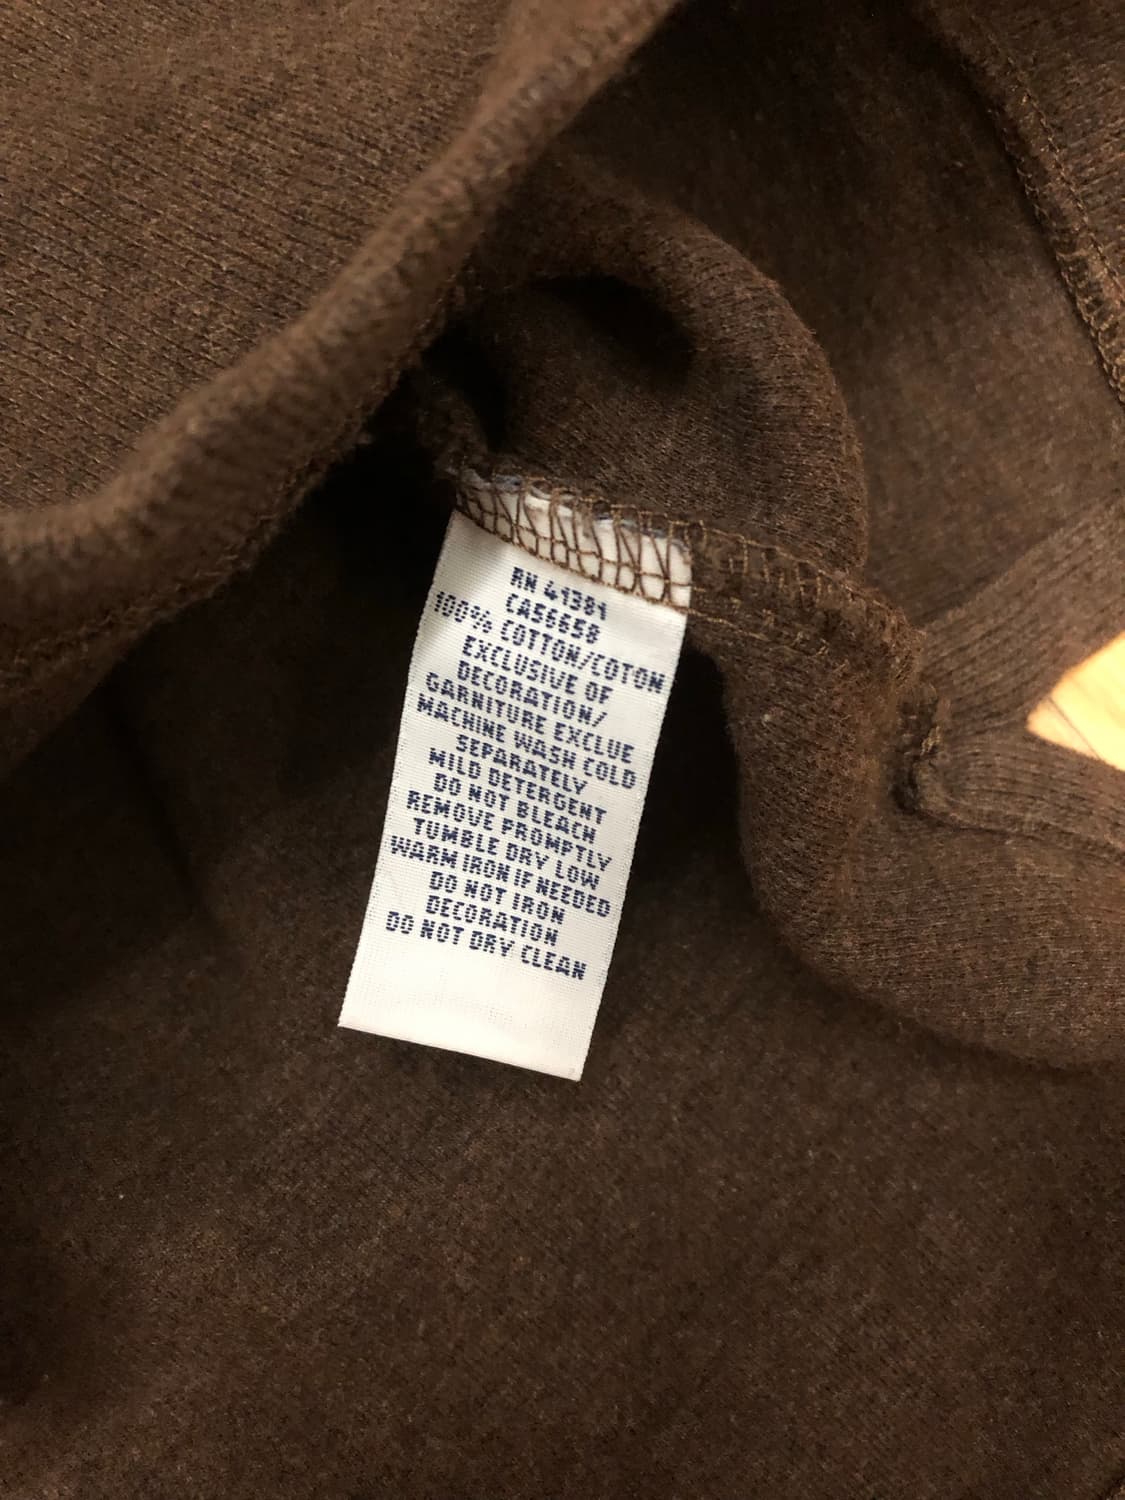 RN 41381
CA56658
100% COTTON/COTON
EXCLUSIVE OF
DECORATION/
GARNITURE EXCLUE
MACHINE WASH COLD
SEPARATELY
MILD DETERGENT
DO NOT BLEACH
REMOVE PROMPTLY
TUMBLE DRY LOW
WARM IRON IF NEEDED
DO NOT IRON
DECORATION
DO NOT DRY CLEAN